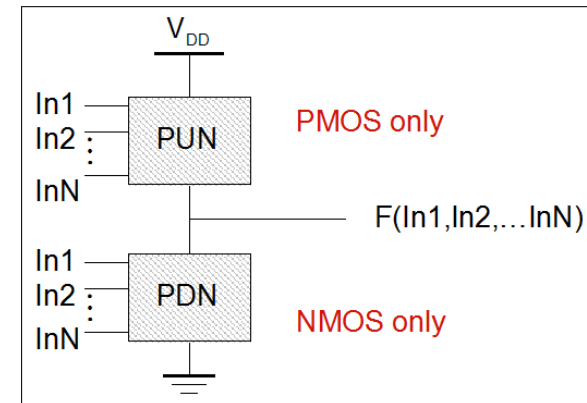 VDD
In1
In2
InN
PUN
PMOS only
F(In1,In2,...InN)
In1
In2
InN
PDN
NMOS only